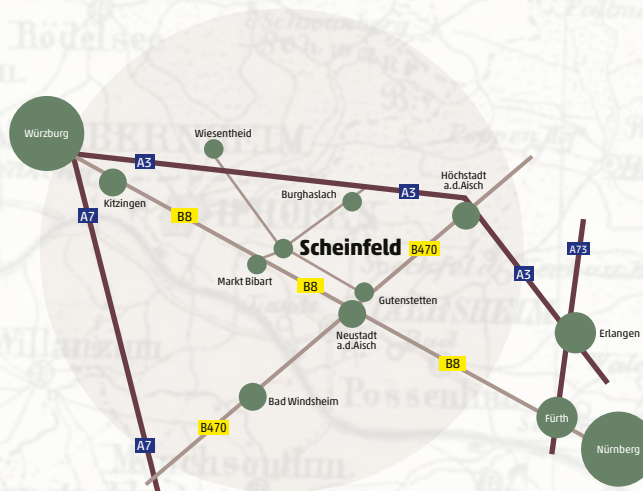 Rödelsee
Würzburg
Wiesentheid
A3
Höchstadt
a.d.Aisch
Kitzingen
Burghaslach
A3
A7
B8
Scheinfeld
B470
A73
Markt Bibart
B8
A3
Gutenstetten
Neustadt
a.d.Aisch
Erlangen
B8
Bad Windsheim
B470
Fürth
A7
Nürnberg